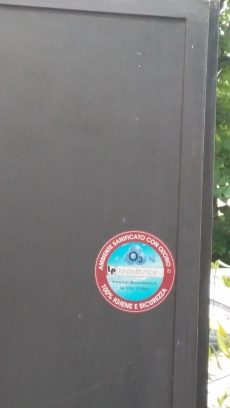 AMBIENTE SANIFICATO CON OZONO
O3
la pulitrice
100% IGIENE E SICUREZZA